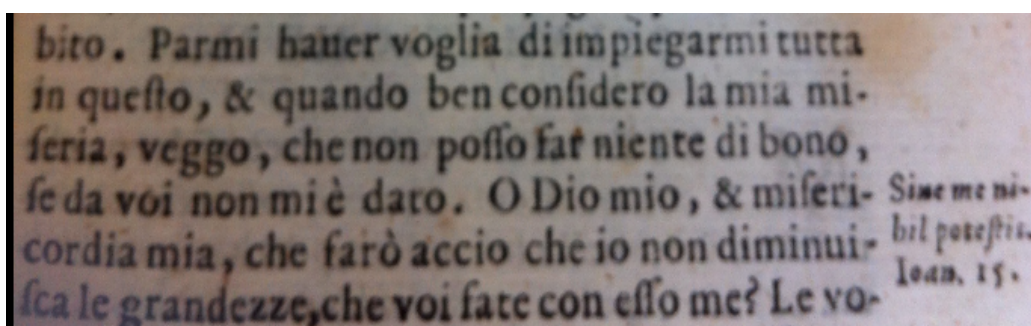 bito. Parmi hauer voglia di impiegarmi tutta
in queſto, & quando ben conſidero la mia mi-
ſeria, veggo, che non poſſo far niente di bono,
ſe da voi non mi è dato. O Dio mio, & miſeri-
cordia mia, che farò accio che io non diminui-
ſca le grandezze, che voi fate con eſſo me? Le vo-
Sine me ni-
hil poteſtis.
Ioan. 15.